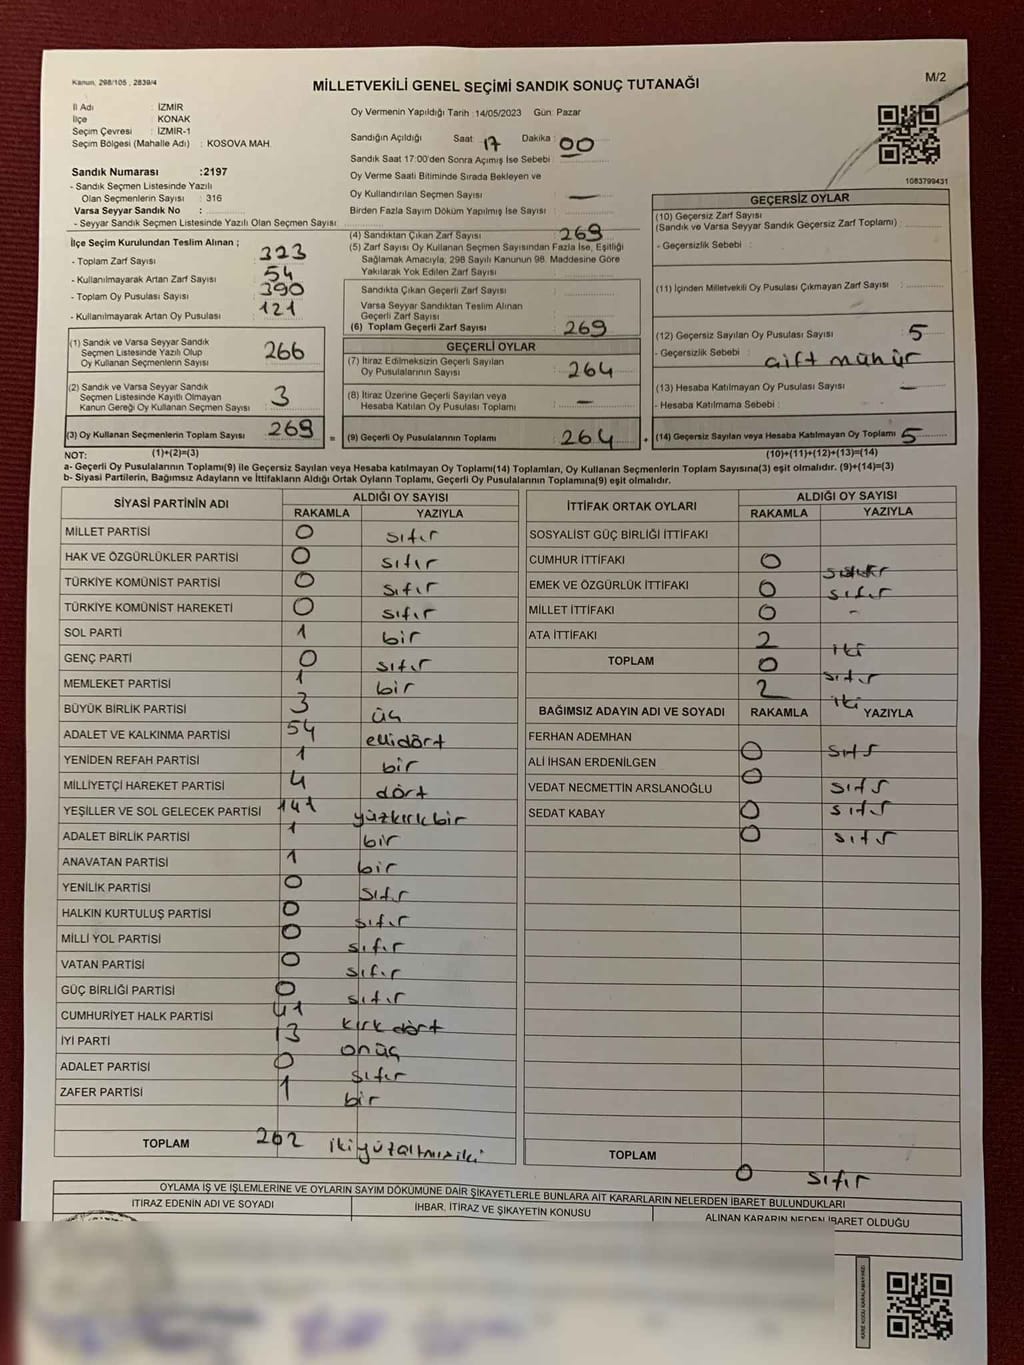 Kanun, 298/105 , 2839/4
MİLLETVEKİLİ GENEL SEÇİMİ SANDIK SONUÇ TUTANAĞI
M/2
İl Adı : İZMİR
İlçe : KONAK
Seçim Çevresi : İZMİR-1
Seçim Bölgesi (Mahalle Adı) : KOSOVA MAH.
Sandık Numarası :2197
- Sandık Seçmen Listesinde Yazılı
Olan Seçmenlerin Sayısı : 316
Varsa Seyyar Sandık No :
- Seyyar Sandık Seçmen Listesinde Yazılı Olan Seçmen Sayısı :
Oy Vermenin Yapıldığı Tarih :14/05/2023 Gün: Pazar
Sandığın Açıldığı Saat : 17 Dakika : 00
Sandık Saat 17:00'den Sonra Açımış İse Sebebi : —
Oy Verme Saati Bitiminde Sırada Bekleyen ve
Oy Kullandırılan Seçmen Sayısı : —
Birden Fazla Sayım Döküm Yapılmış İse Sayısı :
1083799431
İlçe Seçim Kurulundan Teslim Alınan ;
- Toplam Zarf Sayısı : 323
- Kullanılmayarak Artan Zarf Sayısı : 54
- Toplam Oy Pusulası Sayısı : 390
- Kullanılmayarak Artan Oy Pusulası : 121
(1) Sandık ve Varsa Seyyar Sandık
Seçmen Listesinde Yazılı Olup
Oy Kullanan Seçmenlerin Sayısı : 266
(2) Sandık ve Varsa Seyyar Sandık
Seçmen Listesinde Kayıtlı Olmayan
Kanun Gereği Oy Kullanan Seçmen Sayısı : 3
(3) Oy Kullanan Seçmenlerin Toplam Sayısı : 269
(4) Sandıktan Çıkan Zarf Sayısı : 269
(5) Zarf Sayısı Oy Kullanan Seçmen Sayısından Fazla İse, Eşitliği
Sağlamak Amacıyla; 298 Sayılı Kanunun 98. Maddesine Göre
Yakılarak Yok Edilen Zarf Sayısı :
Sandıkta Çıkan Geçerli Zarf Sayısı :
Varsa Seyyar Sandıktan Teslim Alınan
Geçerli Zarf Sayısı :
(6) Toplam Geçerli Zarf Sayısı : 269
GEÇERLİ OYLAR
(7) İtiraz Edilmeksizin Geçerli Sayılan
Oy Pusulalarının Sayısı : 264
(8) İtiraz Üzerine Geçerli Sayılan veya
Hesaba Katılan Oy Pusulası Toplamı : —
= (9) Geçerli Oy Pusulalarının Toplamı : 264
GEÇERSİZ OYLAR
(10) Geçersiz Zarf Sayısı
(Sandık ve Varsa Seyyar Sandık Geçersiz Zarf Toplamı) :
- Geçersizlik Sebebi :
(11) İçinden Milletvekili Oy Pusulası Çıkmayan Zarf Sayısı :
(12) Geçersiz Sayılan Oy Pusulası Sayısı : 5
- Geçersizlik Sebebi : çift mühür
(13) Hesaba Katılmayan Oy Pusulası Sayısı : —
- Hesaba Katılmama Sebebi :
(14) Geçersiz Sayılan veya Hesaba Katılmayan Oy Toplamı : 5
NOT: (1)+(2)=(3) (10)+(11)+(12)+(13)=(14)
a- Geçerli Oy Pusulalarının Toplamı(9) ile Geçersiz Sayılan veya Hesaba katılmayan Oy Toplamı(14) Toplamları, Oy Kullanan Seçmenlerin Toplam Sayısına(3) eşit olmalıdır. (9)+(14)=(3)
b- Siyasi Partilerin, Bağımsız Adayların ve İttifakların Aldığı Ortak Oyların Toplamı, Geçerli Oy Pusulalarının Toplamına(9) eşit olmalıdır.
SİYASİ PARTİNİN ADI ALDIĞI OY SAYISI
RAKAMLA YAZIYLA
MİLLET PARTİSİ 0 sıfır
HAK VE ÖZGÜRLÜKLER PARTİSİ 0 sıfır
TÜRKİYE KOMÜNİST PARTİSİ 0 sıfır
TÜRKİYE KOMÜNİST HAREKETİ 0 sıfır
SOL PARTİ 1 bir
GENÇ PARTİ 0 sıfır
MEMLEKET PARTİSİ 1 bir
BÜYÜK BİRLİK PARTİSİ 3 üç
ADALET VE KALKINMA PARTİSİ 54 ellidört
YENİDEN REFAH PARTİSİ 1 bir
MİLLİYETÇİ HAREKET PARTİSİ 4 dört
YEŞİLLER VE SOL GELECEK PARTİSİ 141 yüzkırkbir
ADALET BİRLİK PARTİSİ 1 bir
ANAVATAN PARTİSİ 1 bir
YENİLİK PARTİSİ 0 sıfır
HALKIN KURTULUŞ PARTİSİ 0 sıfır
MİLLİ YOL PARTİSİ 0 sıfır
VATAN PARTİSİ 0 sıfır
GÜÇ BİRLİĞİ PARTİSİ 0 sıfır
CUMHURİYET HALK PARTİSİ 41 kırkdört
İYİ PARTİ 13 onüç
ADALET PARTİSİ 0 sıfır
ZAFER PARTİSİ 1 bir
TOPLAM 262 ikiyüzaltmışiki
İTTİFAK ORTAK OYLARI ALDIĞI OY SAYISI
RAKAMLA YAZIYLA
SOSYALİST GÜÇ BİRLİĞİ İTTİFAKI
CUMHUR İTTİFAKI 0
EMEK VE ÖZGÜRLÜK İTTİFAKI 0 sıfır
MİLLET İTTİFAKI 0 -
ATA İTTİFAKI 2 iki
TOPLAM 0 sıfır
2 iki
BAĞIMSIZ ADAYIN ADI VE SOYADI RAKAMLA YAZIYLA
FERHAN ADEMHAN 0 sıfır
ALİ İHSAN ERDENİLGEN 0 sıfır
VEDAT NECMETTİN ARSLANOĞLU 0 sıfır
SEDAT KABAY 0 sıfır
TOPLAM 0 sıfır
OYLAMA İŞ VE İŞLEMLERİNE VE OYLARIN SAYIM DÖKÜMÜNE DAİR ŞİKAYETLERLE BUNLARA AİT KARARLARIN NELERDEN İBARET BULUNDUKLARI
İTİRAZ EDENİN ADI VE SOYADI İHBAR, İTİRAZ VE ŞİKAYETİN KONUSU ALINAN KARARIN NEDEN İBARET OLDUĞU
KARE KODU KARALAMAYINIZ!